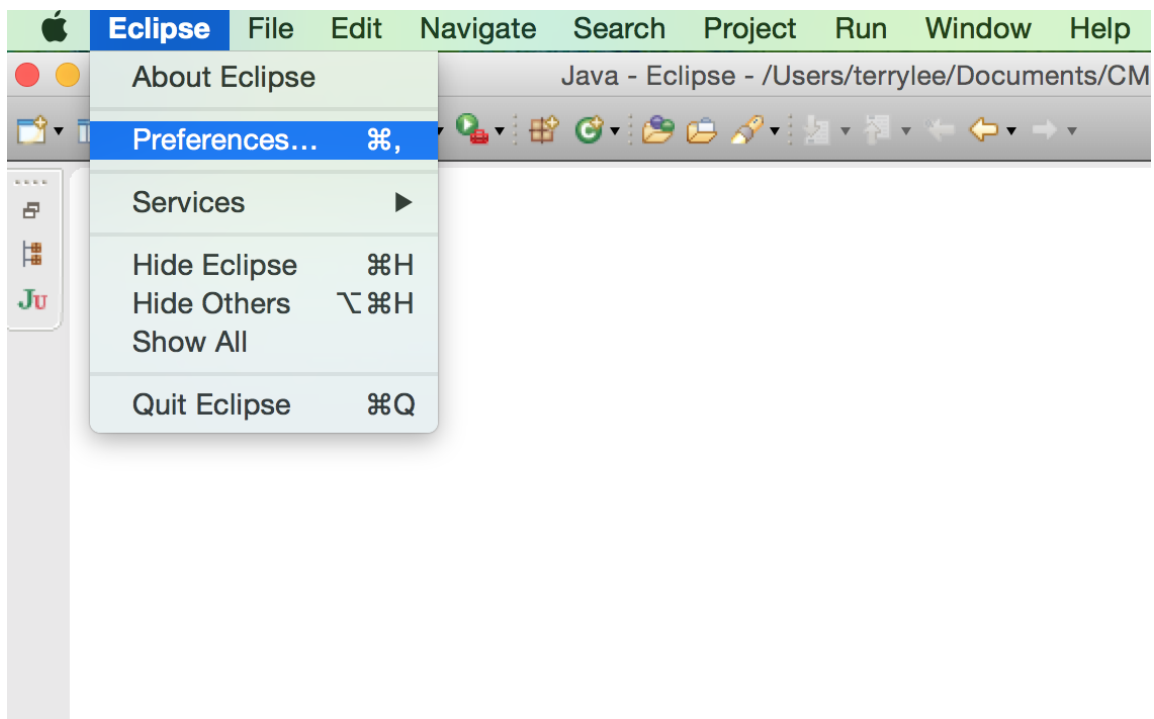 Eclipse File Edit Navigate Search Project Run Window Help
Java - Eclipse - /Users/terrylee/Documents/CM
About Eclipse
Preferences... ⌘,
Services ▶
Hide Eclipse ⌘H
Hide Others ⌥⌘H
Show All
Quit Eclipse ⌘Q
JU